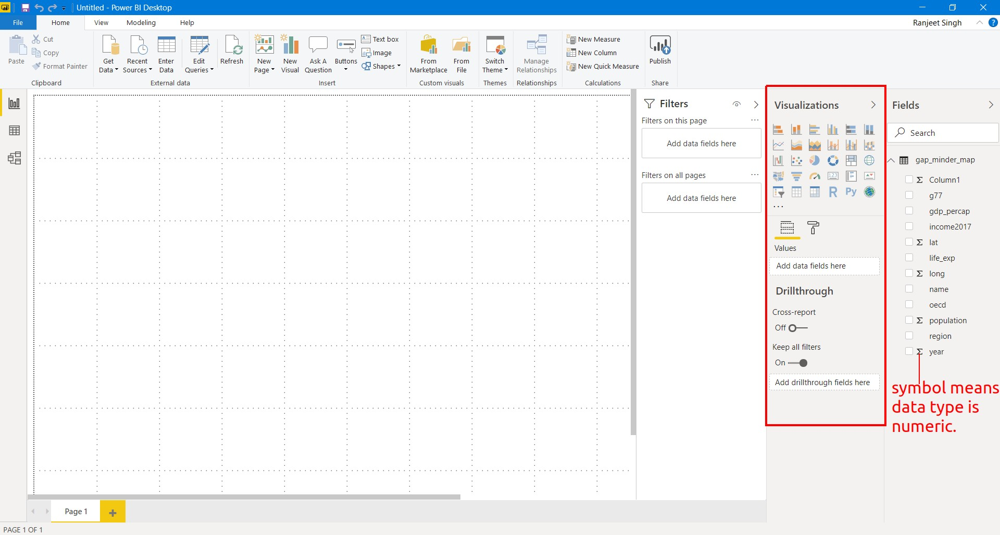 Untitled - Power BI Desktop
File Home View Modeling Help Ranjeet Singh ?
Paste
Cut
Copy
Format Painter
Clipboard
Get
Data
Recent
Sources
Enter
Data
Edit
Queries
Refresh
External data
New
Page
New
Visual
Ask A
Question
Buttons
Text box
Image
Shapes
Insert
From
Marketplace
From
File
Custom visuals
Switch
Theme
Themes
Manage
Relationships
Relationships
New Measure
New Column
New Quick Measure
Calculations
Publish
Share
Filters
Filters on this page ...
Add data fields here
Filters on all pages ...
Add data fields here
Visualizations
123
R Py
...
Values
Add data fields here
Drillthrough
Cross-report
Off
Keep all filters
On
Add drillthrough fields here
Fields
Search
gap_minder_map
Σ Column1
g77
gdp_percap
income2017
Σ lat
life_exp
Σ long
name
oecd
Σ population
region
Σ year
symbol means
data type is
numeric.
Page 1 +
PAGE 1 OF 1